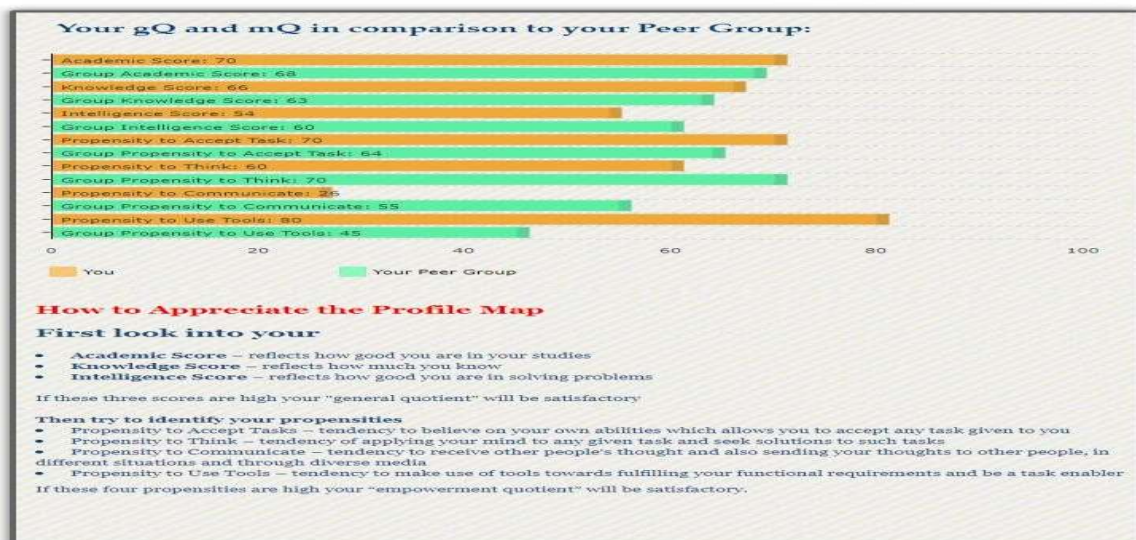 Your gQ and mQ in comparison to your Peer Group:
Academic Score: 70
Group Academic Score: 68
Knowledge Score: 66
Group Knowledge Score: 63
Intelligence Score: 54
Group Intelligence Score: 60
Propensity to Accept Task: 70
Group Propensity to Accept Task: 64
Propensity to Think: 60
Group Propensity to Think: 70
Propensity to Communicate: 26
Group Propensity to Communicate: 55
Propensity to Use Tools: 80
Group Propensity to Use Tools: 45
0 20 40 60 80 100
You Your Peer Group
How to Appreciate the Profile Map
First look into your
• Academic Score – reflects how good you are in your studies
• Knowledge Score – reflects how much you know
• Intelligence Score – reflects how good you are in solving problems
If these three scores are high your "general quotient" will be satisfactory
Then try to identify your propensities
• Propensity to Accept Tasks – tendency to believe on your own abilities which allows you to accept any task given to you
• Propensity to Think – tendency of applying your mind to any given task and seek solutions to such tasks
• Propensity to Communicate – tendency to receive other people's thought and also sending your thoughts to other people, in
different situations and through diverse media
• Propensity to Use Tools – tendency to make use of tools towards fulfilling your functional requirements and be a task enabler
If these four propensities are high your "empowerment quotient" will be satisfactory.